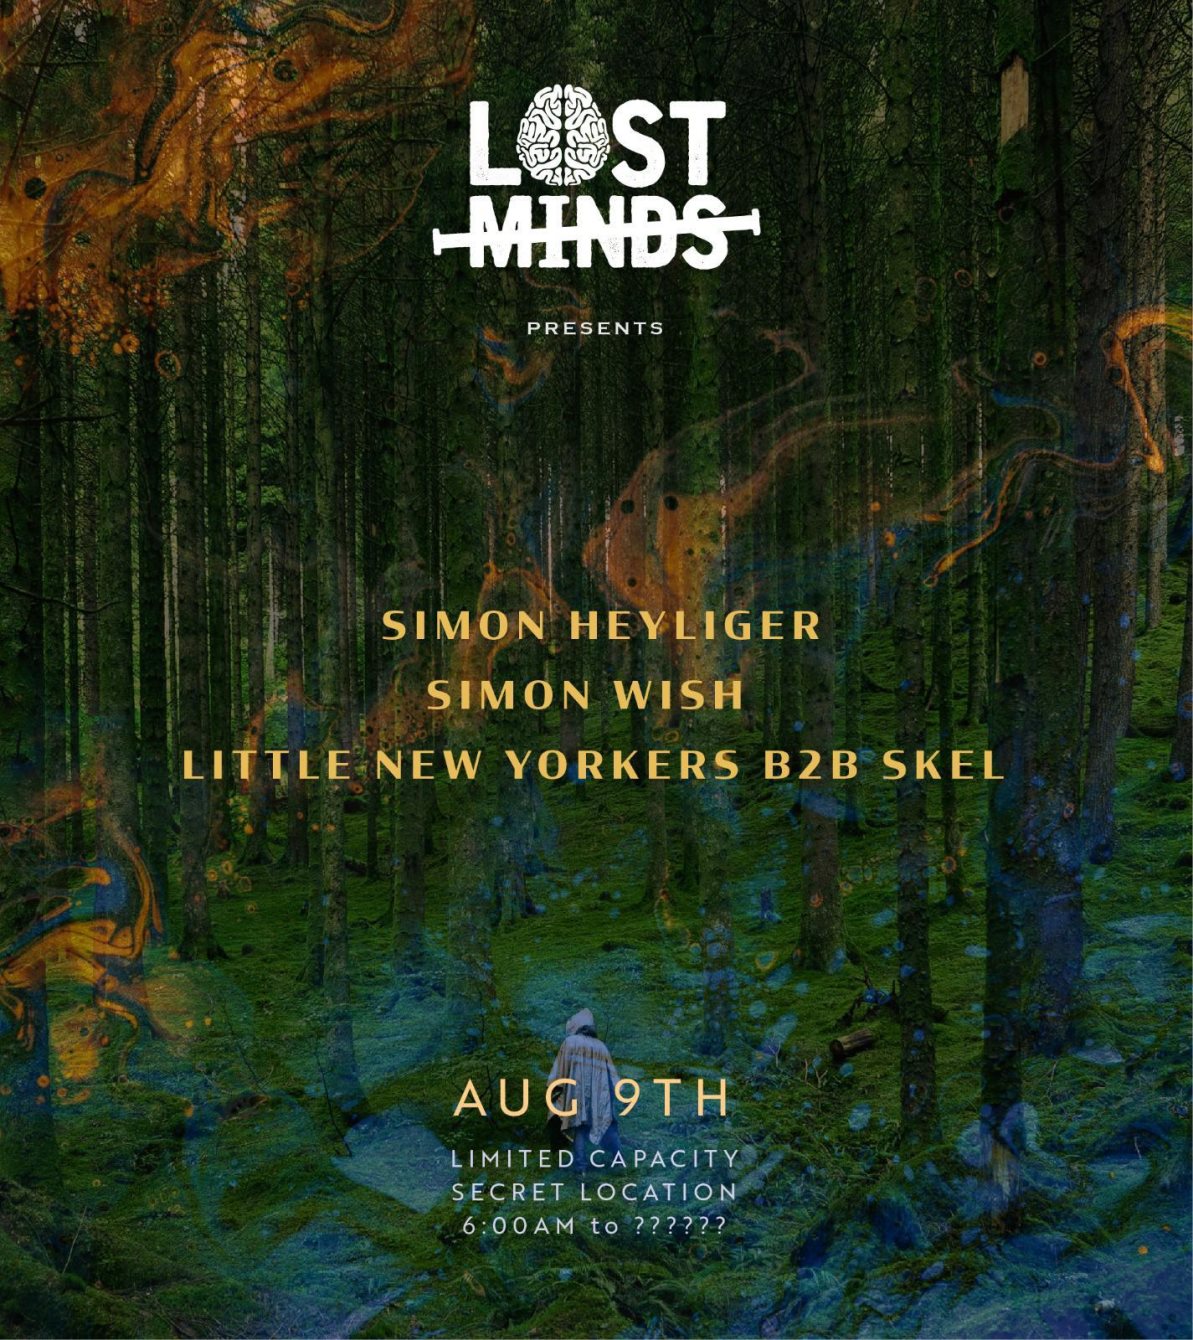 LOST
MINDS
PRESENTS
SIMON HEYLIGER
SIMON WISH
LITTLE NEW YORKERS B2B SKEL
AUG 9TH
LIMITED CAPACITY
SECRET LOCATION
6:00AM to ??????